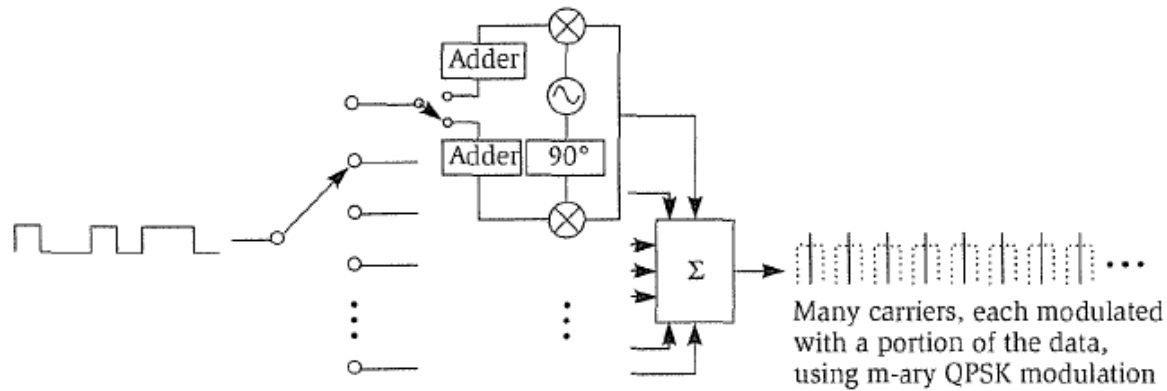 Adder
Adder
90°
Σ
Many carriers, each modulated
with a portion of the data,
using m-ary QPSK modulation